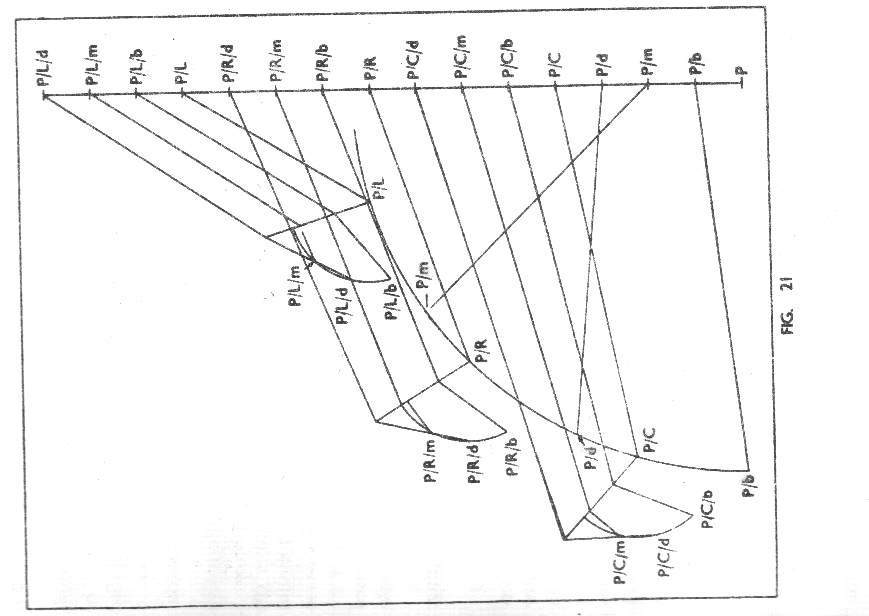 P/L/d
P/L/m
P/L/b
P/L
P/R/d
P/R/m
P/R/b
P/R
P/C/d
P/C/m
P/C/b
P/C
P/d
P/m
P/b
P
P/L
P/L/m
P/L/d
P/L/b
P/m
P/R
P/R/m
P/R/d
P/R/b
P/d
P/C
P/b
P/C/m
P/C/d
P/C/b
FIG. 21